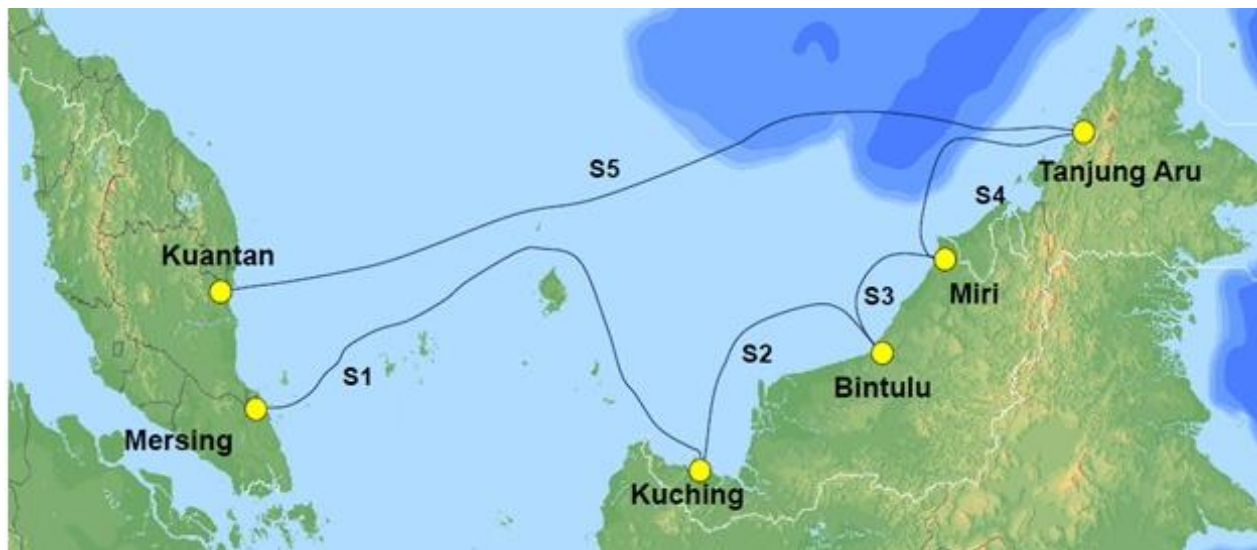 S5
Tanjung Aru
S4
Kuantan
Miri
S3
S2
S1
Bintulu
Mersing
Kuching